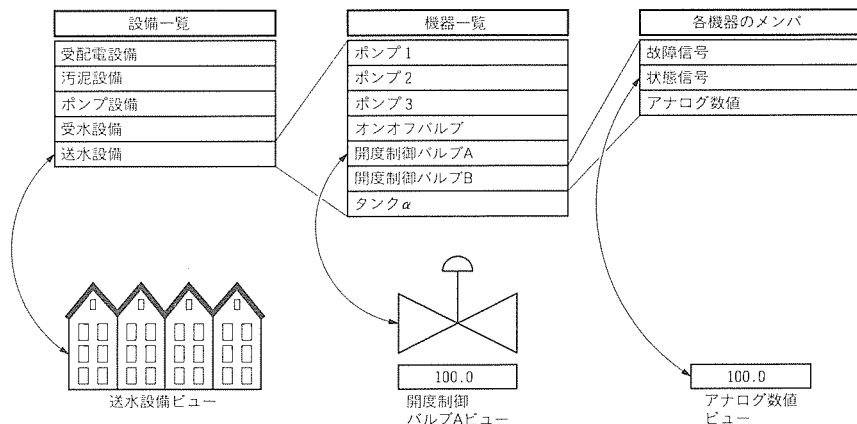 設備一覧
受配電設備
汚泥設備
ポンプ設備
受水設備
送水設備
機器一覧
ポンプ1
ポンプ2
ポンプ3
オンオフバルブ
開度制御バルブA
開度制御バルブB
タンクα
各機器のメンバ
故障信号
状態信号
アナログ数値
送水設備ビュー
100.0
開度制御
バルブAビュー
100.0
アナログ数値
ビュー